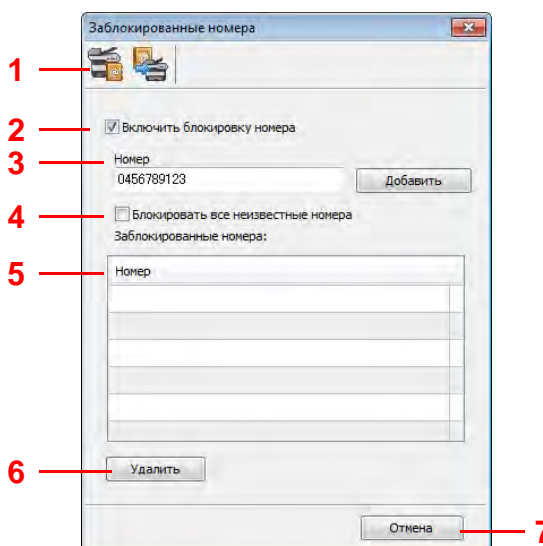 Заблокированные номера
1
2
Включить блокировку номера
3
Номер
0456789123
Добавить
4
Блокировать все неизвестные номера
Заблокированные номера:
5
Номер
6
Удалить
Отмена
7